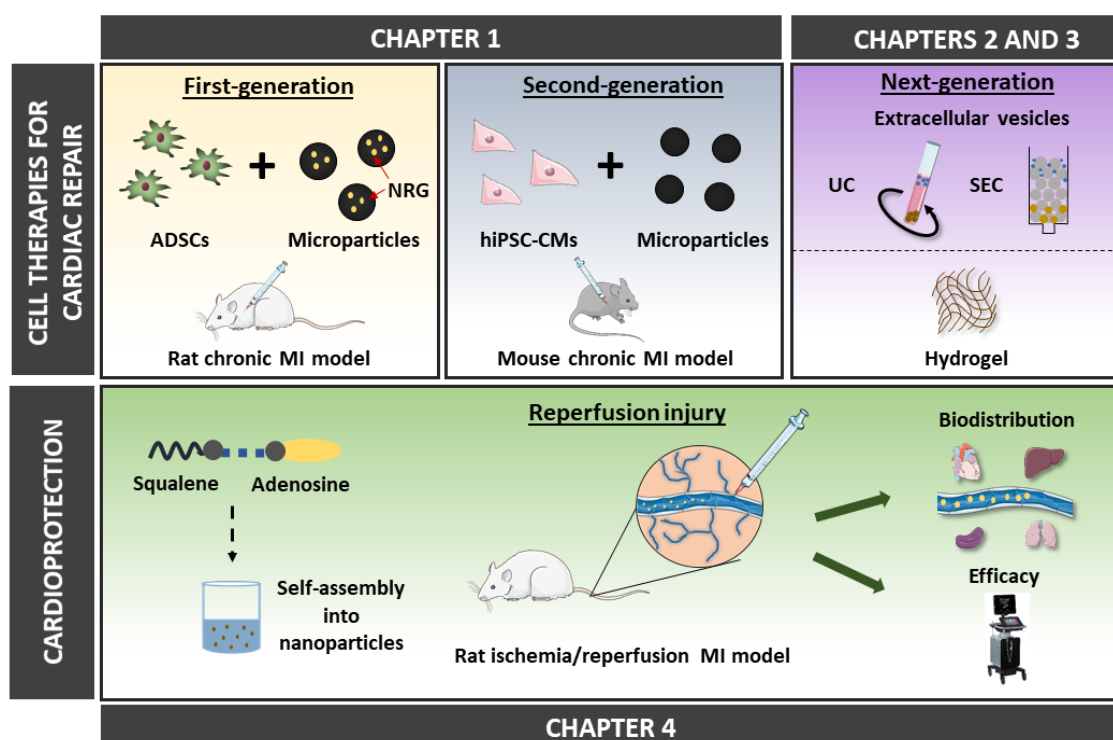 CHAPTER 1
CHAPTERS 2 AND 3
CELL THERAPIES FOR
CARDIAC REPAIR
First-generation
ADSCs
+
Microparticles
NRG
Rat chronic MI model
Second-generation
hiPSC-CMs
+
Microparticles
Mouse chronic MI model
Next-generation
Extracellular vesicles
UC
SEC
Hydrogel
CARDIOPROTECTION
Squalene
Adenosine
Self-assembly
into
nanoparticles
Reperfusion injury
Rat ischemia/reperfusion MI model
Biodistribution
Efficacy
CHAPTER 4